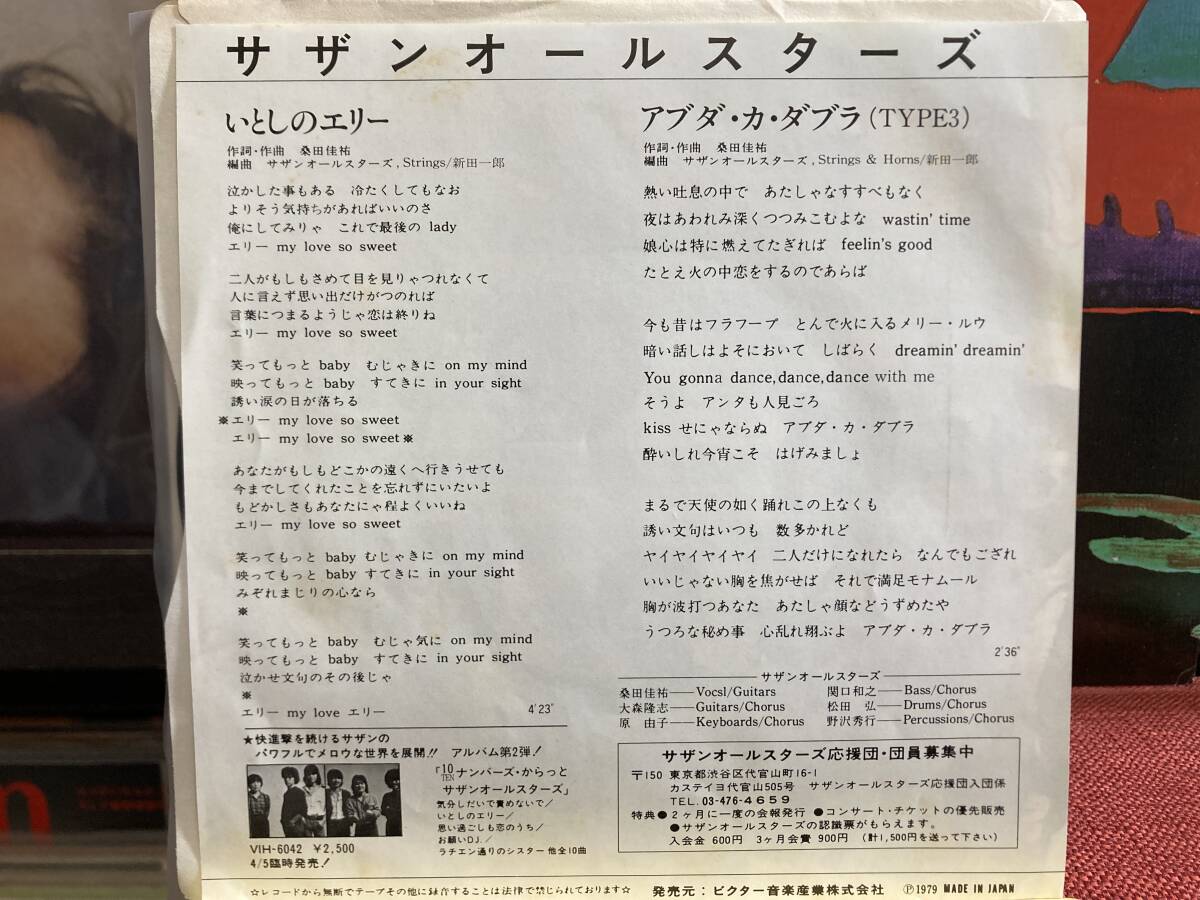 サザンオールスターズ
いとしのエリー
作詞・作曲 桑田佳祐
編曲 サザンオールスターズ, Strings/新田一郎
泣かした事もある 冷たくしてもなお
よりそう気持ちがあればいいのさ
俺にしてみりゃ これで最後の lady
エリー my love so sweet
二人がもしもさめて目を見りゃつれなくて
人に言えず思い出だけがつのれば
言葉につまるようじゃ恋は終りね
エリー my love so sweet
笑ってもっと baby むじゃきに on my mind
映ってもっと baby すてきに in your sight
誘い涙の日が落ちる
※エリー my love so sweet
エリー my love so sweet※
あなたがもしもどこかの遠くへ行きうせても
今までしてくれたことを忘れずにいたいよ
もどかしさもあなたにゃ程よくいいね
エリー my love so sweet
笑ってもっと baby むじゃきに on my mind
映ってもっと baby すてきに in your sight
みぞれまじりの心なら
※
笑ってもっと baby むじゃ気に on my mind
映ってもっと baby すてきに in your sight
泣かせ文句のその後じゃ
※
エリー my love エリー
4'23"
アブダ・カ・ダブラ(TYPE3)
作詞・作曲 桑田佳祐
編曲 サザンオールスターズ, Strings & Horns/新田一郎
熱い吐息の中で あたしゃなすすべもなく
夜はあわれみ深くつつみこむよな wastin' time
娘心は特に燃えてたぎれば feelin's good
たとえ火の中恋をするのであらば
今も昔はフラフープ とんで火に入るメリー・ルウ
暗い話しはよそにおいて しばらく dreamin' dreamin'
You gonna dance, dance, dance with me
そうよ アンタも人見ごろ
kiss せにゃならぬ アブダ・カ・ダブラ
酔いしれ今宵こそ はげみましょ
まるで天使の如く踊れこの上なくも
誘い文句はいつも 数多かれど
ヤイヤイヤイヤイ 二人だけになれたら なんでもござれ
いいじゃない胸を焦がせば それで満足モナムール
胸が波打つあなた あたしゃ顔などうずめたや
うつろな秘め事 心乱れ翔ぶよ アブダ・カ・ダブラ
2'36"
サザンオールスターズ
桑田佳祐——Vocsl/Guitars 関口和之——Bass/Chorus
大森隆志——Guitars/Chorus 松田 弘——Drums/Chorus
原 由子——Keyboards/Chorus 野沢秀行——Percussions/Chorus
★快進撃を続けるサザンの
パワフルでメロウな世界を展開!! アルバム第2弾!
「10ナンバーズ・からっと
TEN
サザンオールスターズ」
気分しだいで責めないで/
いとしのエリー/
思い過ごしも恋のうち/
お願いD.J./
ラチエン通りのシスター 他全10曲
VIH-6042 ¥2,500
4/5臨時発売!
サザンオールスターズ応援団・団員募集中
〒150 東京都渋谷区代官山町16-1
カステイヨ代官山505号 サザンオールスターズ応援団入団係
TEL.03-476-4659
特典●2ヶ月に一度の会報発行 ●コンサート・チケットの優先販売
●サザンオールスターズの認識票がもらえます。
入会金 600円 3ヶ月会費 900円 (計1,500円を送って下さい)
☆レコードから無断でテープその他に録音することは法律で禁じられております☆ 発売元:ビクター音楽産業株式会社 Ⓟ1979 MADE IN JAPAN